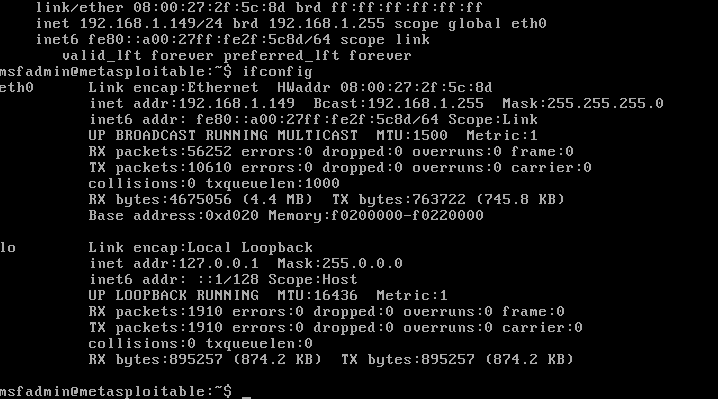 link/ether 08:00:27:2f:5c:8d brd ff:ff:ff:ff:ff:ff
inet 192.168.1.149/24 brd 192.168.1.255 scope global eth0
inet6 fe80::a00:27ff:fe2f:5c8d/64 scope link
valid_lft forever preferred_lft forever
msfadmin@metasploitable:~$ ifconfig
eth0 Link encap:Ethernet HWaddr 08:00:27:2f:5c:8d
inet addr:192.168.1.149 Bcast:192.168.1.255 Mask:255.255.255.0
inet6 addr: fe80::a00:27ff:fe2f:5c8d/64 Scope:Link
UP BROADCAST RUNNING MULTICAST MTU:1500 Metric:1
RX packets:56252 errors:0 dropped:0 overruns:0 frame:0
TX packets:10610 errors:0 dropped:0 overruns:0 carrier:0
collisions:0 txqueuelen:1000
RX bytes:4675056 (4.4 MB) TX bytes:763722 (745.8 KB)
Base address:0xd020 Memory:f0200000-f0220000
lo Link encap:Local Loopback
inet addr:127.0.0.1 Mask:255.0.0.0
inet6 addr: ::1/128 Scope:Host
UP LOOPBACK RUNNING MTU:16436 Metric:1
RX packets:1910 errors:0 dropped:0 overruns:0 frame:0
TX packets:1910 errors:0 dropped:0 overruns:0 carrier:0
collisions:0 txqueuelen:0
RX bytes:895257 (874.2 KB) TX bytes:895257 (874.2 KB)
msfadmin@metasploitable:~$ _